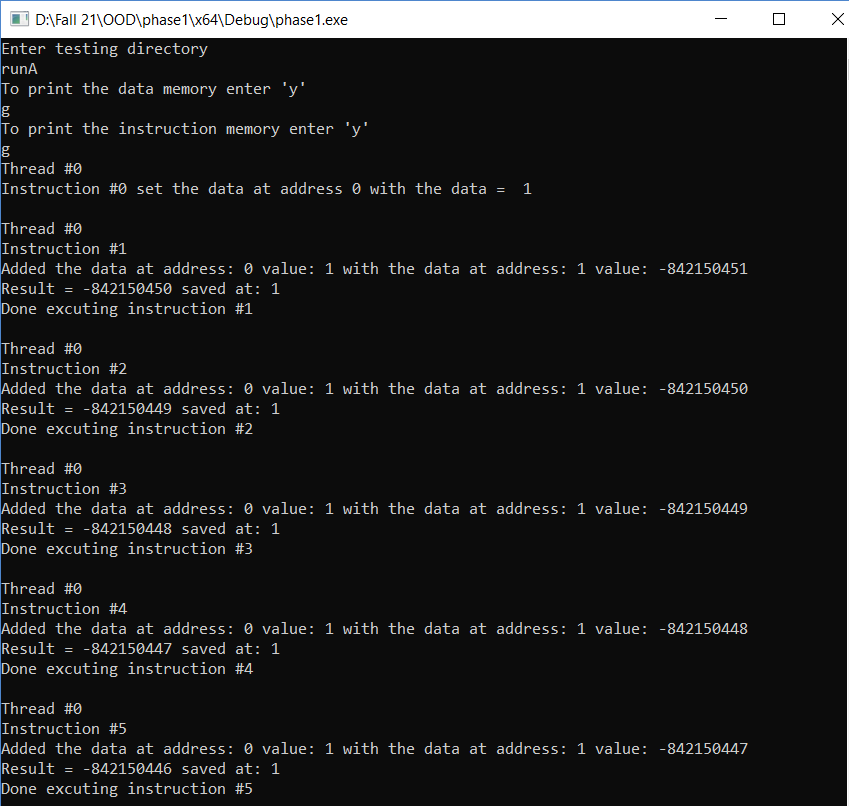 D:\Fall 21\OOD\phase1\x64\Debug\phase1.exe
Enter testing directory
runA
To print the data memory enter 'y'
g
To print the instruction memory enter 'y'
g
Thread #0
Instruction #0 set the data at address 0 with the data =  1
Thread #0
Instruction #1
Added the data at address: 0 value: 1 with the data at address: 1 value: -842150451
Result = -842150450 saved at: 1
Done excuting instruction #1
Thread #0
Instruction #2
Added the data at address: 0 value: 1 with the data at address: 1 value: -842150450
Result = -842150449 saved at: 1
Done excuting instruction #2
Thread #0
Instruction #3
Added the data at address: 0 value: 1 with the data at address: 1 value: -842150449
Result = -842150448 saved at: 1
Done excuting instruction #3
Thread #0
Instruction #4
Added the data at address: 0 value: 1 with the data at address: 1 value: -842150448
Result = -842150447 saved at: 1
Done excuting instruction #4
Thread #0
Instruction #5
Added the data at address: 0 value: 1 with the data at address: 1 value: -842150447
Result = -842150446 saved at: 1
Done excuting instruction #5